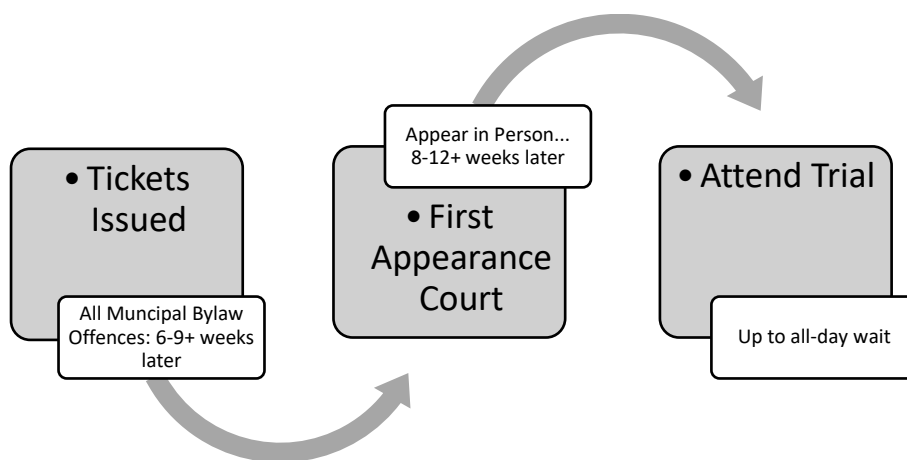 • Tickets
Issued
All Muncipal Bylaw
Offences: 6-9+ weeks
later
Appear in Person...
8-12+ weeks later
• First
Appearance
Court
• Attend Trial
Up to all-day wait